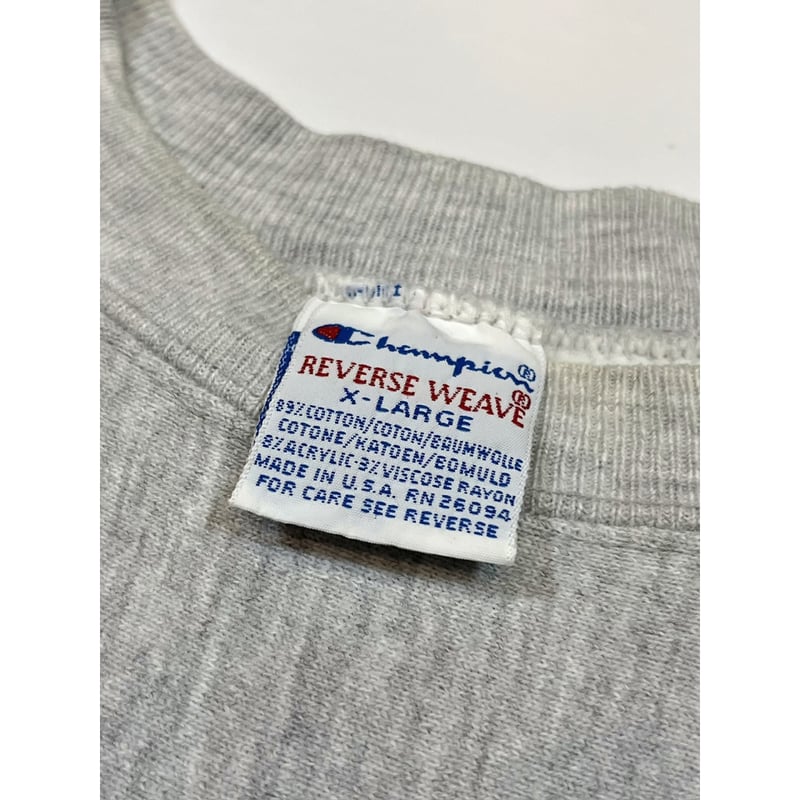 Champion®
REVERSE WEAVE®
X-LARGE
89% COTTON/COTON/BAUMWOLLE
COTONE/KATOEN/BOMULD
8% ACRYLIC-3% VISCOSE RAYON
MADE IN U.S.A. RN 26094
FOR CARE SEE REVERSE